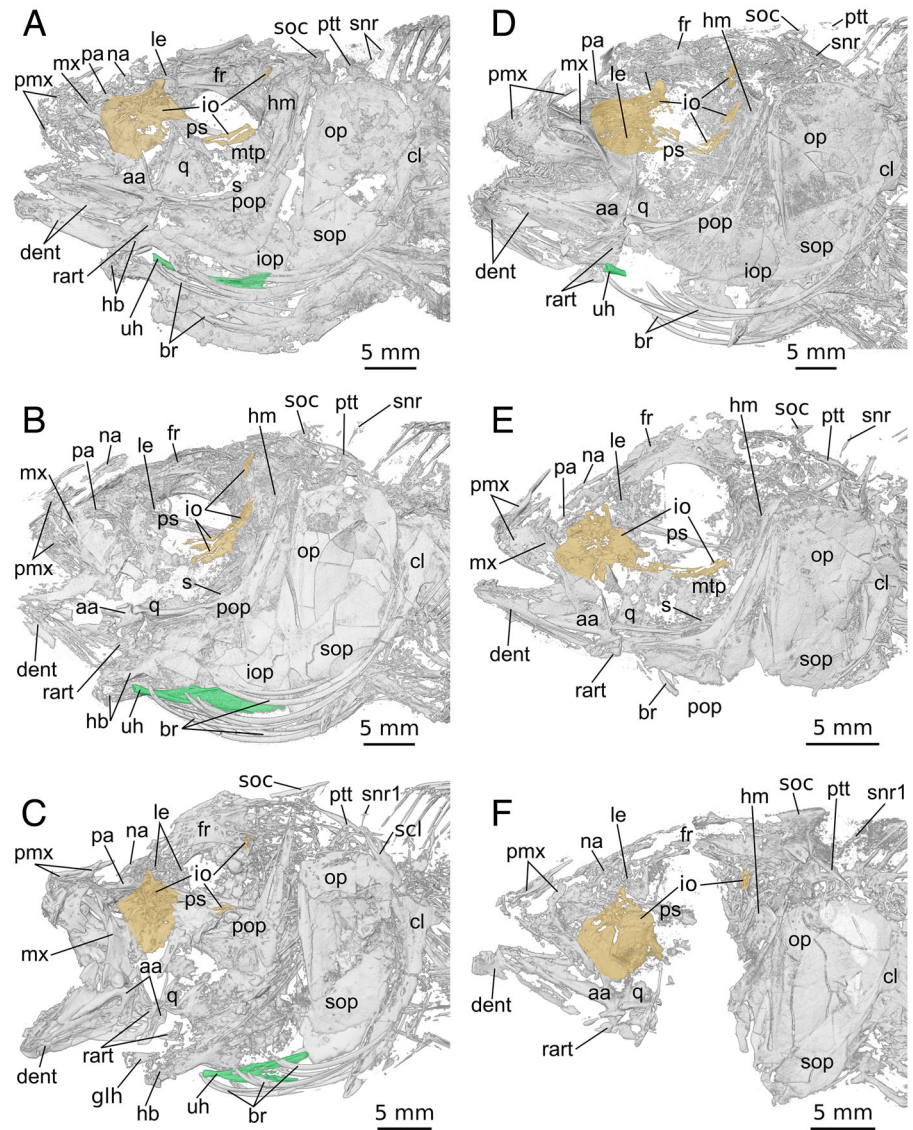 A
pmx
mx
pa
na
le
fr
soc
ptt
snr
io
hm
ps
op
mtp
cl
q
aa
s
pop
dent
rart
sop
iop
hb
uh
br
5 mm
D
pmx
mx
pa
le
fr
hm
soc
ptt
snr
io
op
ps
cl
aa
q
pop
sop
dent
iop
rart
uh
br
5 mm
B
mx
pa
na
le
fr
hm
soc
ptt
snr
io
ps
pmx
op
cl
s
aa
q
pop
dent
rart
sop
iop
hb
uh
br
5 mm
E
pmx
pa
na
le
fr
hm
soc
ptt
snr
io
ps
op
mx
mtp
cl
aa
q
s
dent
sop
rart
br
pop
5 mm
C
pmx
pa
na
le
fr
soc
ptt
snr1
scl
io
op
ps
pop
cl
mx
aa
q
sop
dent
rart
glh
hb
uh
br
5 mm
F
pmx
na
le
fr
hm
soc
ptt
snr1
io
ps
op
cl
dent
aa
q
rart
sop
5 mm